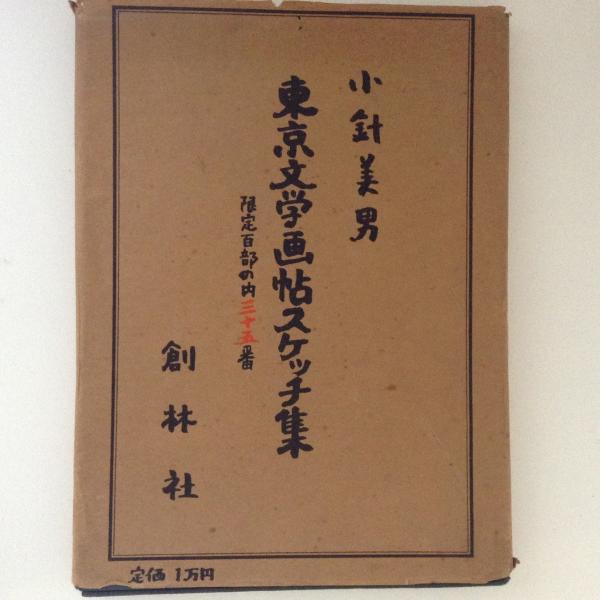 小針美男
東京文学画帖スケッチ集
限定百部の内三十五番
創林社
定価 1万円